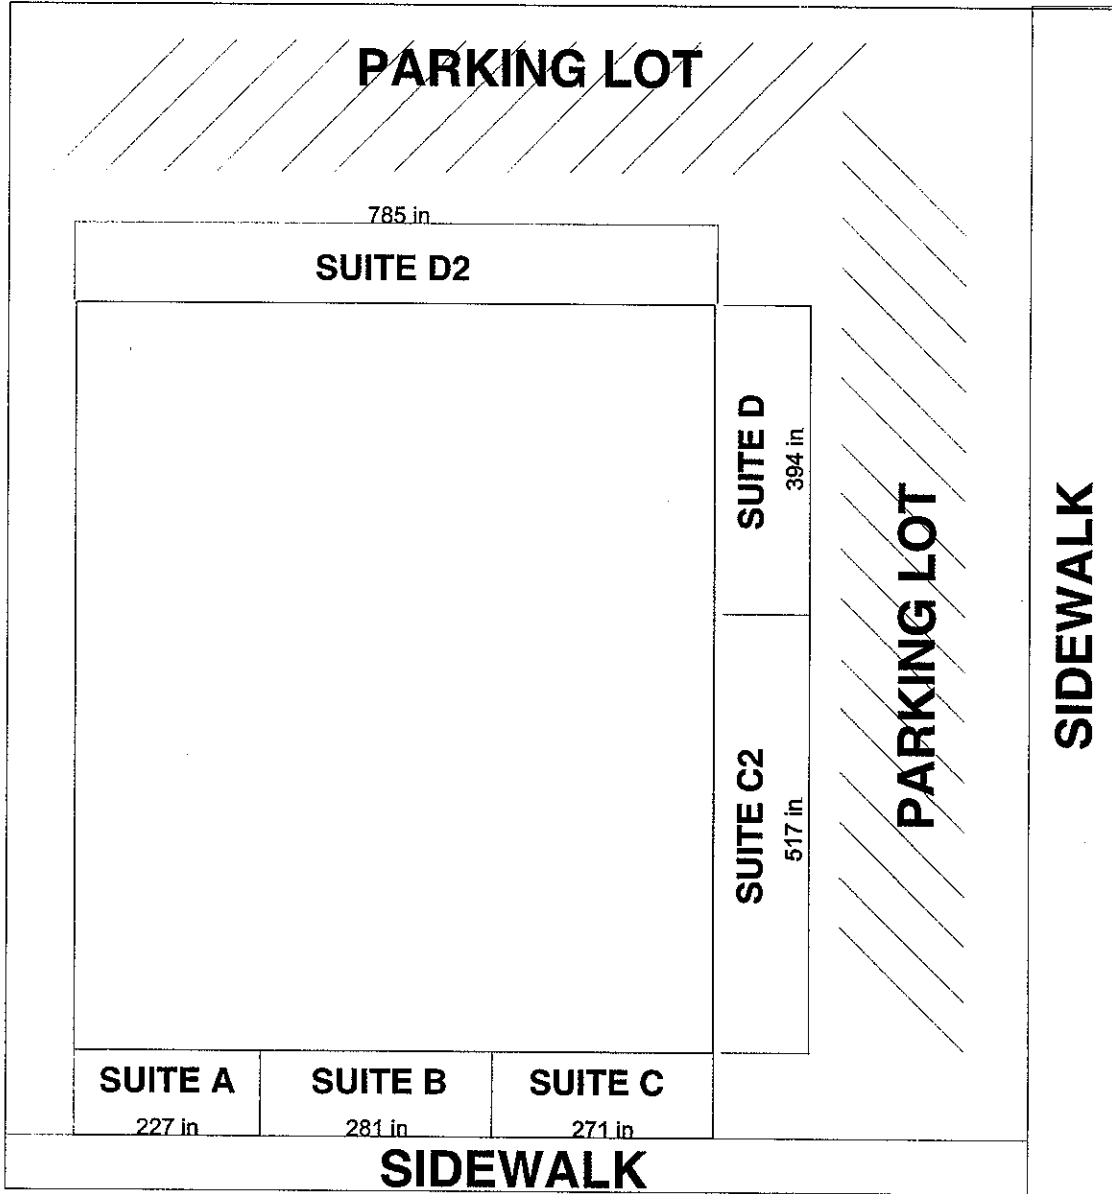 PARKING LOT
785 in
SUITE D2
SUITE D
394 in
PARKING LOT
SIDEWALK
SUITE C2
517 in
SUITE A
SUITE B
SUITE C
227 in
281 in
271 in
SIDEWALK